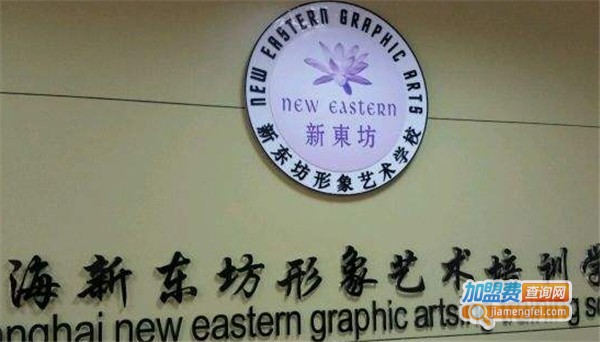 NEW EASTERN GRAPHIC ARTS
NEW EASTERN
新東坊
新东坊形象艺术学校
海新东坊形象艺术培训学
nghai new eastern graphic arts
加盟费查询网
jiamengfei.com